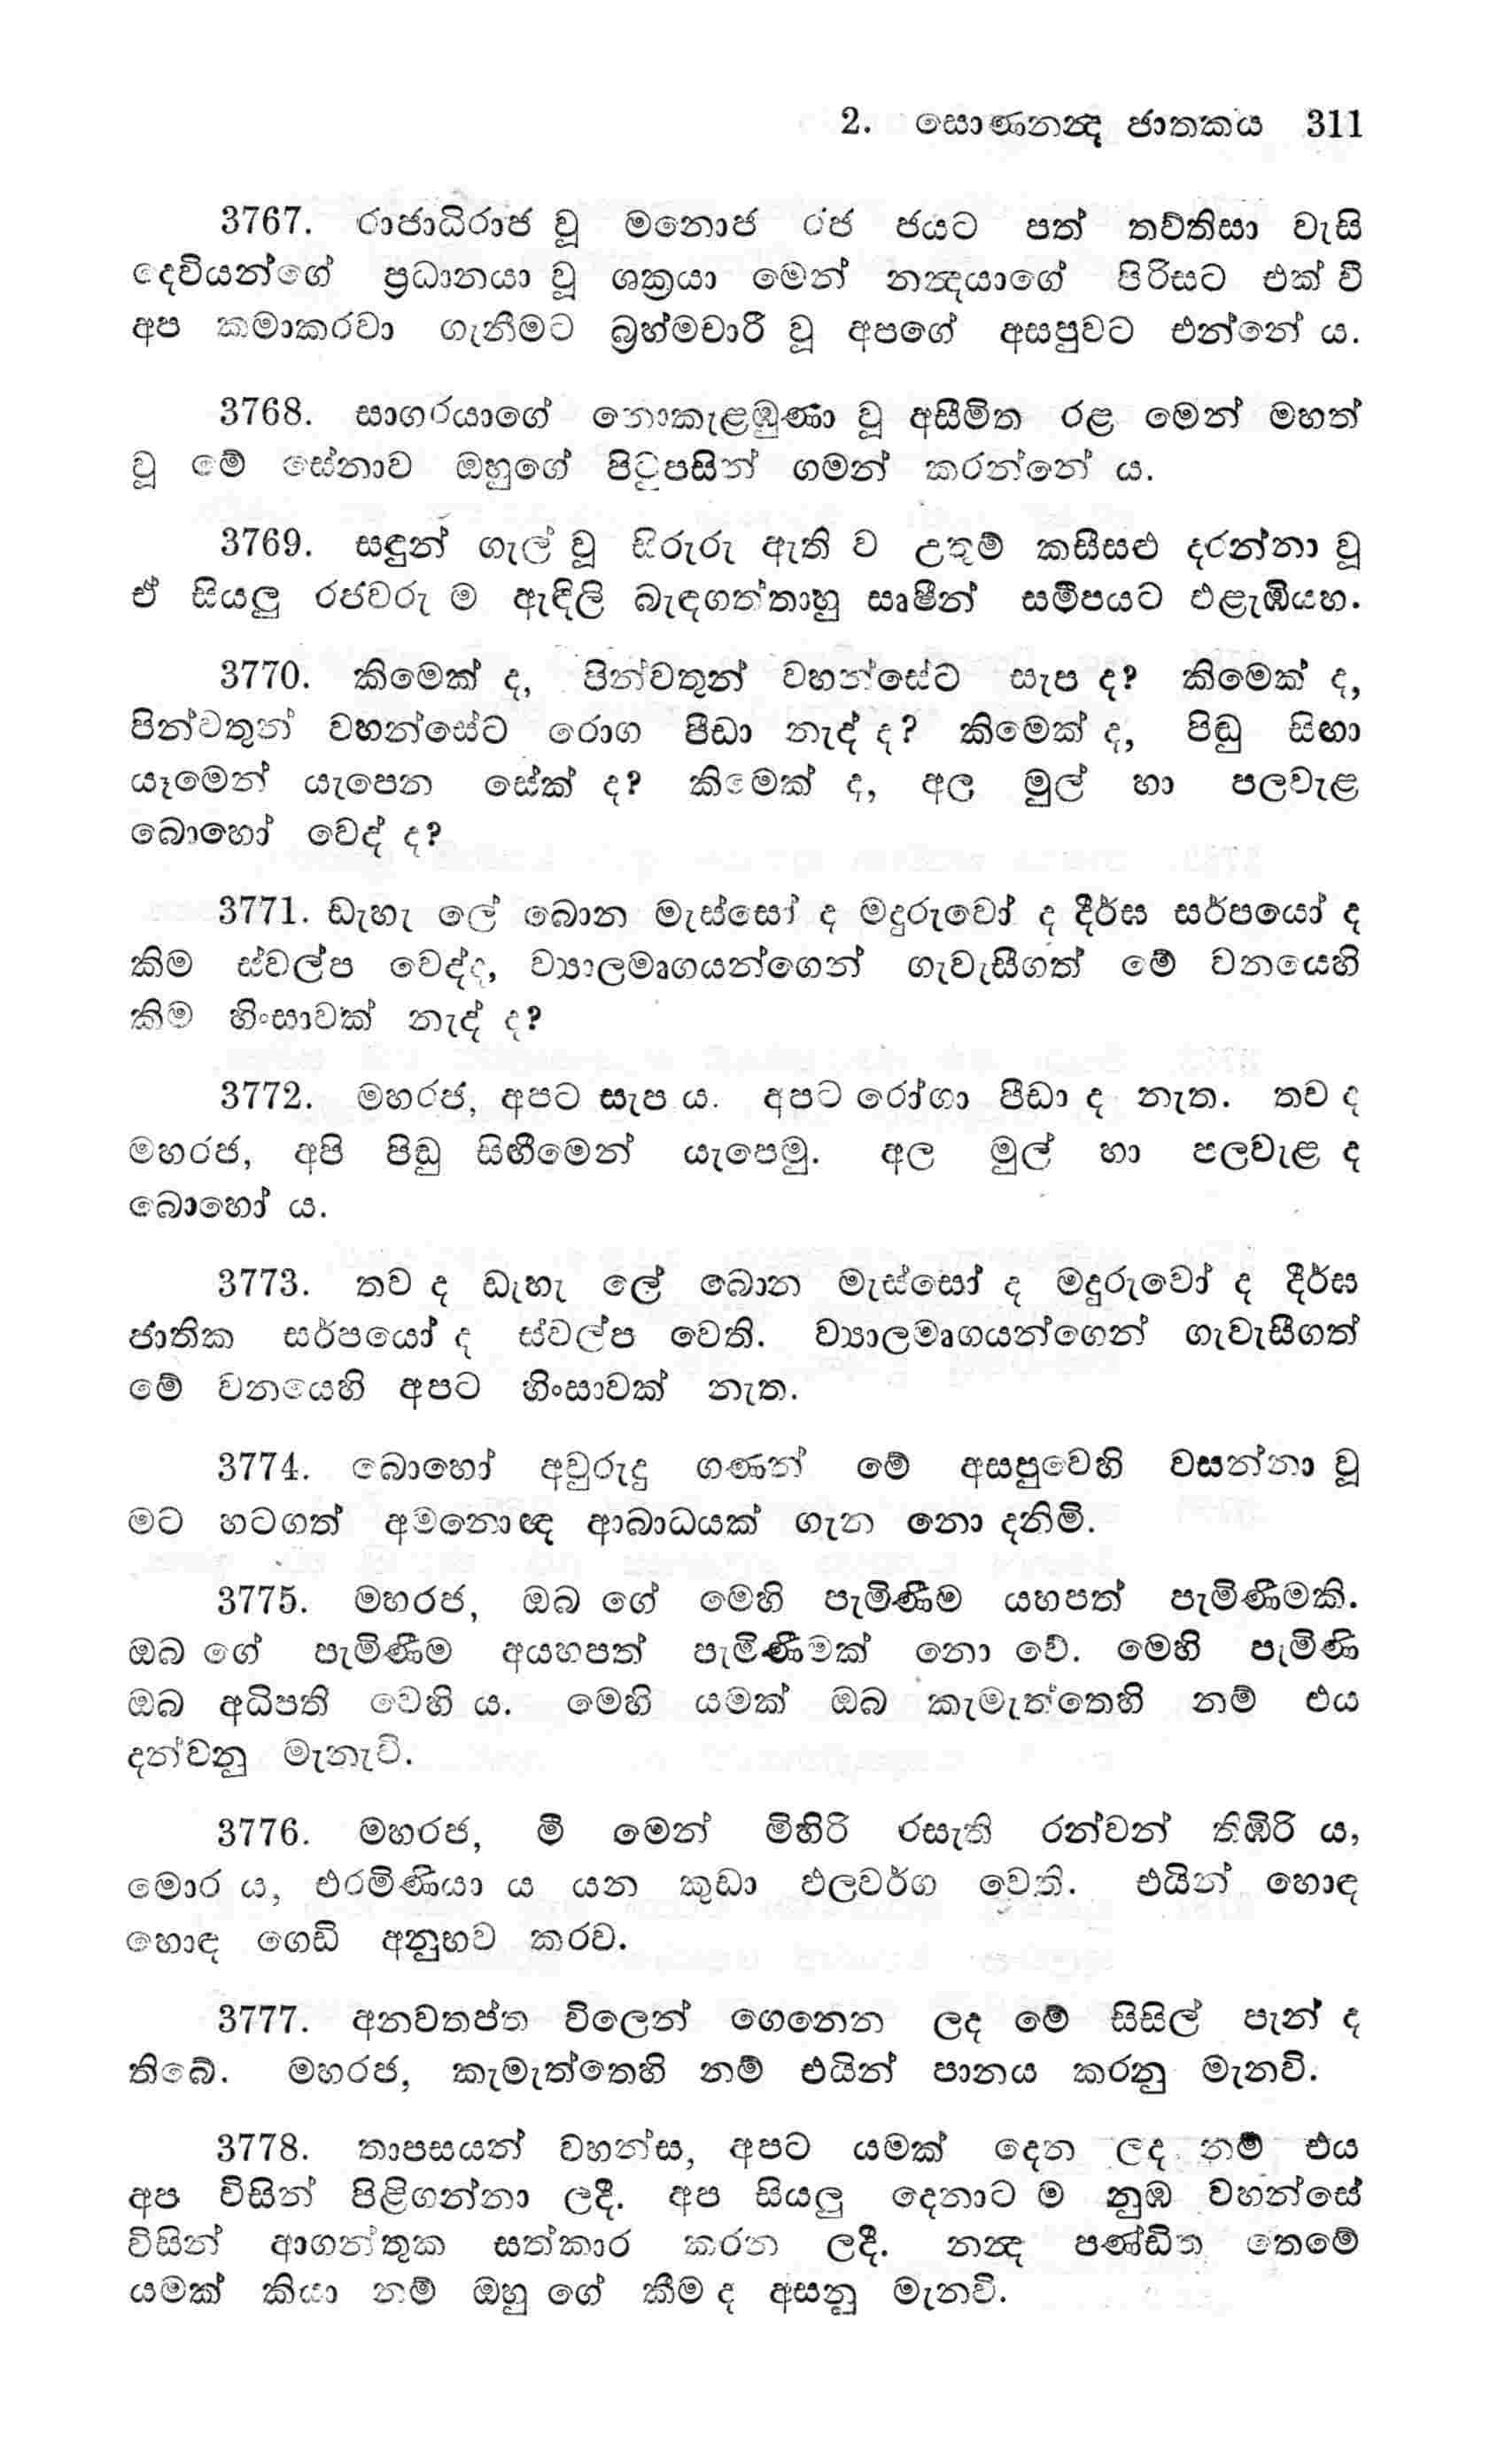 2. සොණනන්‍ද ජාතකය 311
3767. රාජාධිරාජ වූ මනොජ රජ ජයට පත් තව්තිසා වැසි
දෙවියන්ගේ ප්‍රධානයා වූ ශක්‍රයා මෙන් නන්‍දයාගේ පිරිසට එක් වී
අප කමාකරවා ගැනීමට බ්‍රහ්මචාරී වූ අපගේ අසපුවට එන්නේ ය.
3768. සාගරයාගේ නොකැළඹුණා වූ අසීමිත රළ මෙන් මහත්
වූ මේ සේනාව ඔහුගේ පිටුපසින් ගමන් කරන්නේ ය.
3769. සඳුන් ගැල් වූ සිරුරු ඇති ව උතුම් කසීසළු දරන්නා වූ
ඒ සියලු රජවරු ම ඇඳිලි බැඳගත්තාහු ඍෂීන් සමීපයට එළැඹියහ.
3770. කිමෙක් ද, පින්වතුන් වහන්සේට සැප ද? කිමෙක් ද,
පින්වතුන් වහන්සේට රොග පීඩා නැද් ද? කිමෙක් ද, පිඬු සිඟා
යෑමෙන් යැපෙන සේක් ද? කිමෙක් ද, අල මුල් හා පලවැළ
බොහෝ වෙද් ද?
3771. ඩැහැ ලේ බොන මැස්සෝ ද මදුරුවෝ ද දීර්ඝ සර්පයෝ ද
කිම ස්වල්ප වෙද්ද, ව්‍යාලමෘගයන්ගෙන් ගැවැසීගත් මේ වනයෙහි
කිම හිංසාවක් නැද් ද?
3772. මහරජ, අපට සැප ය. අපට රෝගා පීඩා ද නැත. තව ද
මහරජ, අපි පිඬු සිඟීමෙන් යැපෙමු. අල මුල් හා පලවැළ ද
බොහෝ ය.
3773. තව ද ඩැහැ ලේ බොන මැස්සෝ ද මදුරුවෝ ද දීර්ඝ
ජාතික සර්පයෝ ද ස්වල්ප වෙති. ව්‍යාලමෘගයන්ගෙන් ගැවැසීගත්
මේ වනයෙහි අපට හිංසාවක් නැත.
3774. බොහෝ අවුරුදු ගණන් මේ අසපුවෙහි වසන්නා වූ
මට හටගත් අමනොඥ ආබාධයක් ගැන නො දනිමි.
3775. මහරජ, ඔබ ගේ මෙහි පැමිණීම යහපත් පැමිණීමකි.
ඔබ ගේ පැමිණීම අයහපත් පැමිණීමක් නො වේ. මෙහි පැමිණි
ඔබ අධිපති වෙහි ය. මෙහි යමක් ඔබ කැමැත්තෙහි නම් එය
දන්වනු මැනැවි.
3776. මහරජ, මී මෙන් මිහිරි රසැති රන්වන් තිඹිරි ය,
මොර ය, එරමිණියා ය යන කුඩා ඵලවර්ග වෙති. එයින් හොඳ
හොඳ ගෙඩි අනුභව කරව.
3777. අනවතප්ත විලෙන් ගෙනෙන ලද මේ සිසිල් පැන් ද
තිබේ. මහරජ, කැමැත්තෙහි නම් එයින් පානය කරනු මැනවි.
3778. තාපසයන් වහන්ස, අපට යමක් දෙන ලද නම් එය
අප විසින් පිළිගන්නා ලදී. අප සියලු දෙනාට ම නුඹ වහන්සේ
විසින් ආගන්තුක සත්කාර කරන ලදී. නන්‍ද පණ්ඩිත තෙමේ
යමක් කියා නම් ඔහු ගේ කීම ද අසනු මැනවි.